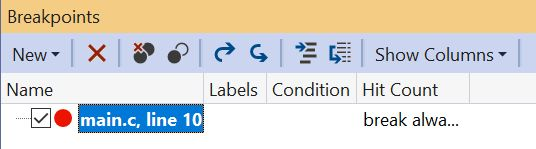 Breakpoints
New Show Columns
Name Labels Condition Hit Count
main.c, line 10 break alwa...